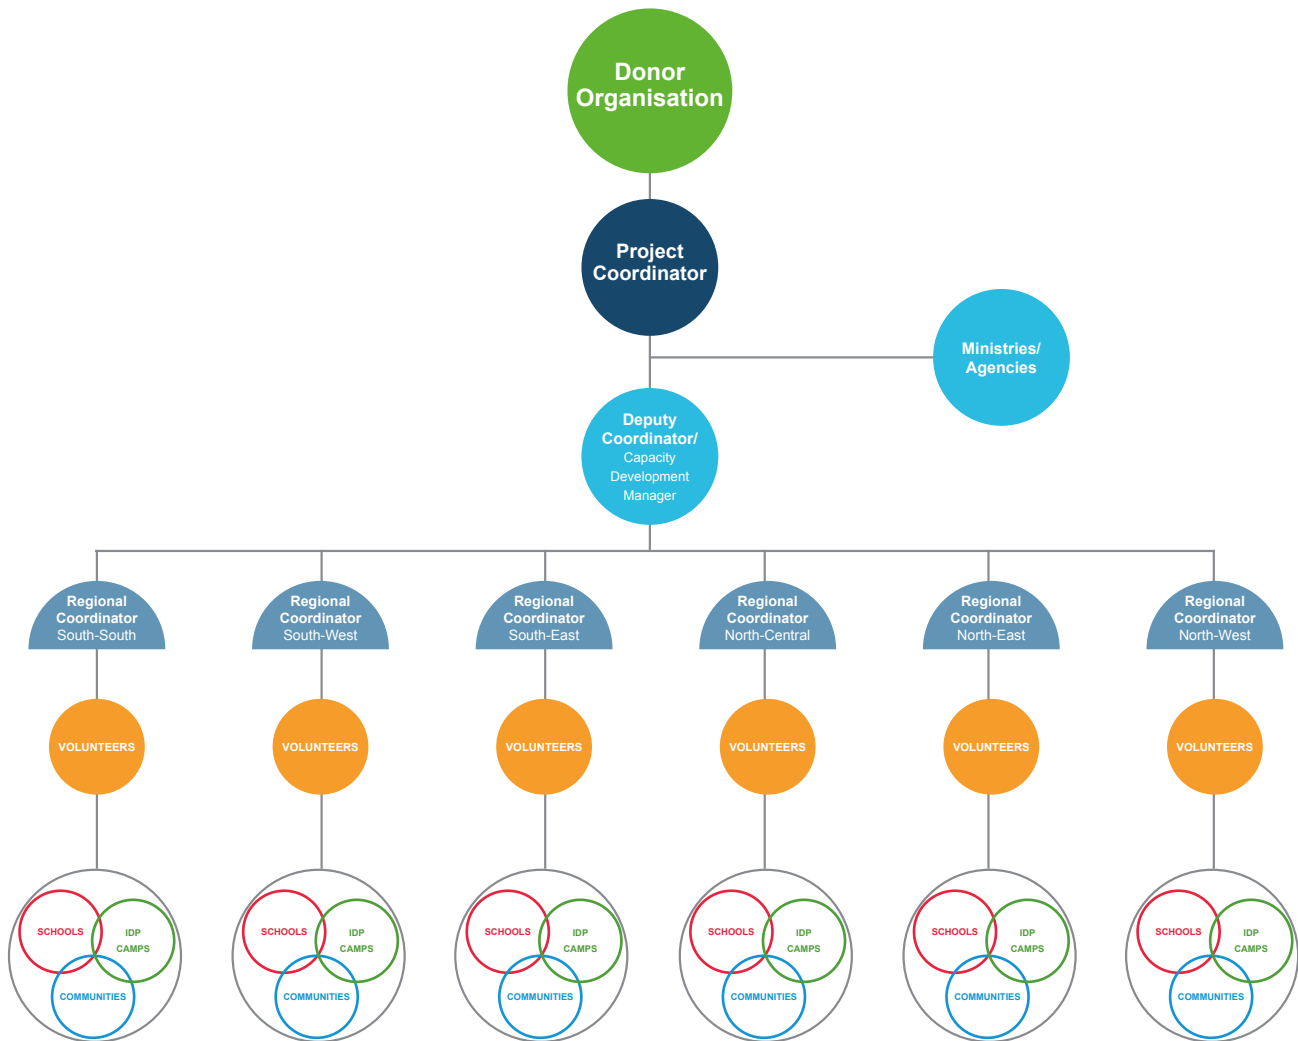 Donor
Organisation
Project
Coordinator
Ministries/
Agencies
Deputy
Coordinator/
Capacity
Development
Manager
Regional
Coordinator
South-South
Regional
Coordinator
South-West
Regional
Coordinator
South-East
Regional
Coordinator
North-Central
Regional
Coordinator
North-East
Regional
Coordinator
North-West
VOLUNTEERS
VOLUNTEERS
VOLUNTEERS
VOLUNTEERS
VOLUNTEERS
VOLUNTEERS
SCHOOLS
IDP
CAMPS
COMMUNITIES
SCHOOLS
IDP
CAMPS
COMMUNITIES
SCHOOLS
IDP
CAMPS
COMMUNITIES
SCHOOLS
IDP
CAMPS
COMMUNITIES
SCHOOLS
IDP
CAMPS
COMMUNITIES
SCHOOLS
IDP
CAMPS
COMMUNITIES